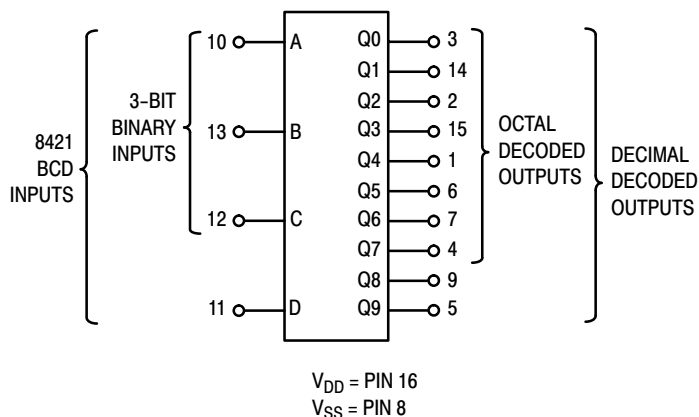 8421
BCD
INPUTS
3-BIT
BINARY
INPUTS
10
13
12
11
A
B
C
D
Q0 3
Q1 14
Q2 2
Q3 15
Q4 1
Q5 6
Q6 7
Q7 4
Q8 9
Q9 5
OCTAL
DECODED
OUTPUTS
DECIMAL
DECODED
OUTPUTS
VDD = PIN 16
VSS = PIN 8